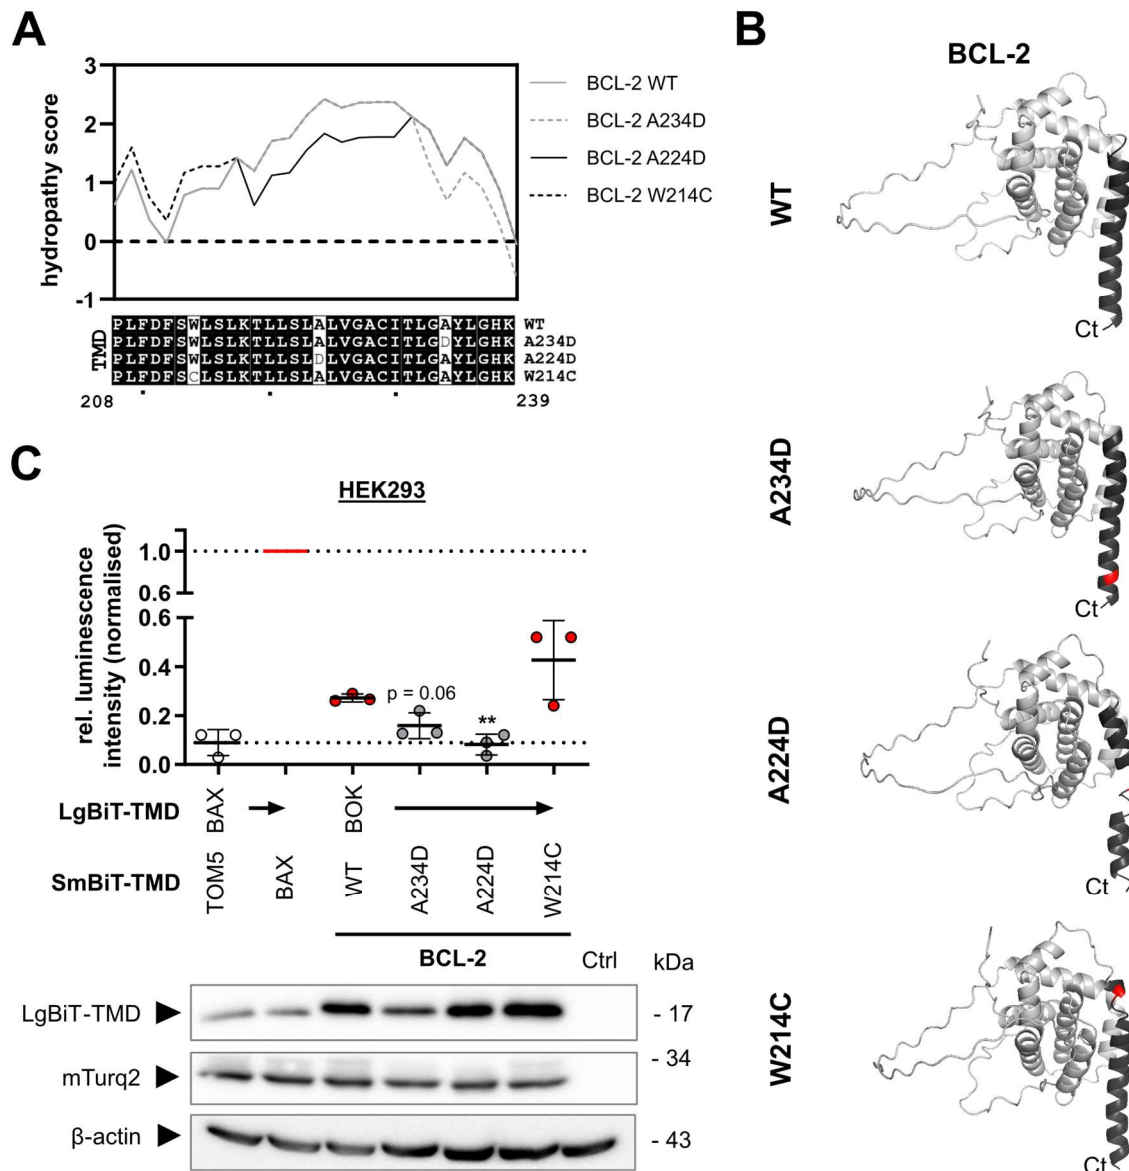 A
3
2
1
0
-1
hydropathy score
BCL-2 WT
BCL-2 A234D
BCL-2 A224D
BCL-2 W214C
TMD
PLFDFSWLSLKTLLSLALVGACITLGAYLGHK WT
PLFDFSWLSLKTLLSLALVGACITLGDYLGHK A234D
PLFDFSWLSLKTLLSLDLVGACITLGAYLGHK A224D
PLFDFSCLSLKTLLSLALVGACITLGAYLGHK W214C
208
239
B
BCL-2
WT
Ct
A234D
Ct
A224D
Ct
W214C
Ct
C
HEK293
rel. luminescence
intensity (normalised)
1.0
0.6
0.6
0.4
0.2
0.0
p = 0.06
**
LgBiT-TMD
BAX
BOK
SmBiT-TMD
TOM5
BAX
WT
A234D
A224D
W214C
BCL-2
Ctrl
kDa
LgBiT-TMD
- 17
- 34
mTurq2
β-actin
- 43